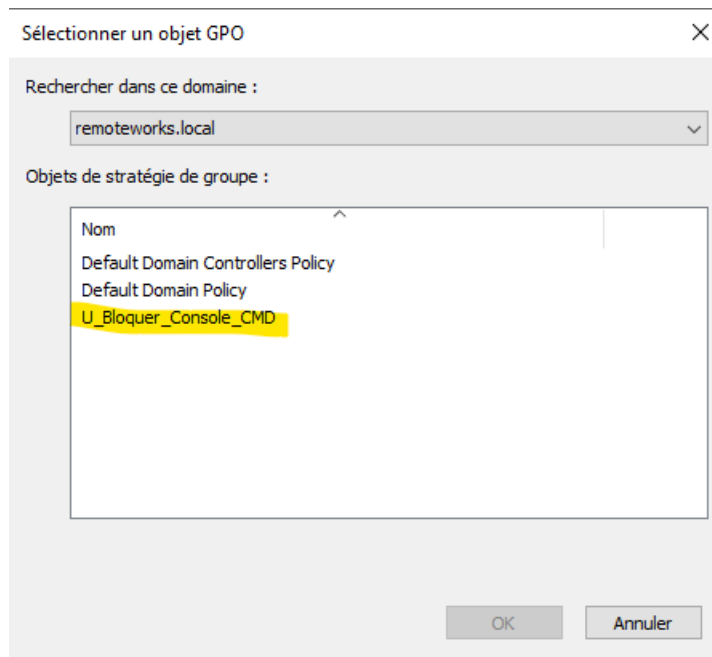 Sélectionner un objet GPO
Rechercher dans ce domaine :
remoteworks.local
Objets de stratégie de groupe :
Nom
Default Domain Controllers Policy
Default Domain Policy
U_Bloquer_Console_CMD
OK
Annuler